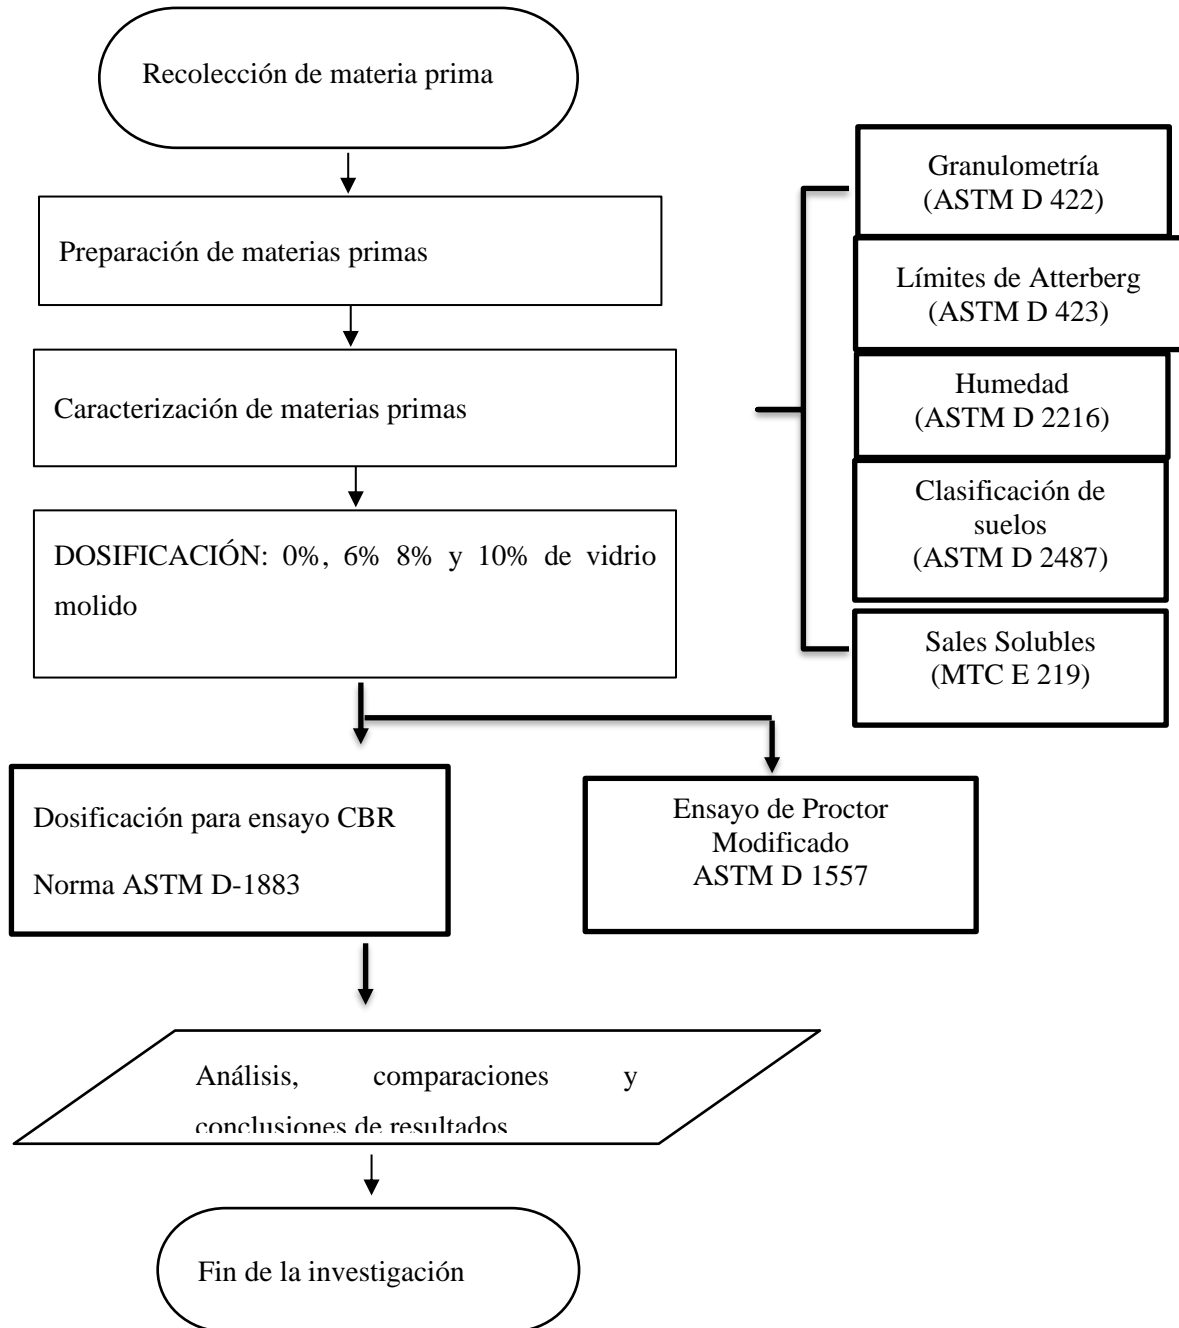 Recolección de materia prima
Preparación de materias primas
Caracterización de materias primas
DOSIFICACIÓN: 0%, 6% 8% y 10% de vidrio
molido
Granulometría
(ASTM D 422)
Límites de Atterberg
(ASTM D 423)
Humedad
(ASTM D 2216)
Clasificación de
suelos
(ASTM D 2487)
Sales Solubles
(MTC E 219)
Dosificación para ensayo CBR
Norma ASTM D-1883
Ensayo de Proctor
Modificado
ASTM D 1557
Análisis, comparaciones y
conclusiones de resultados
Fin de la investigación